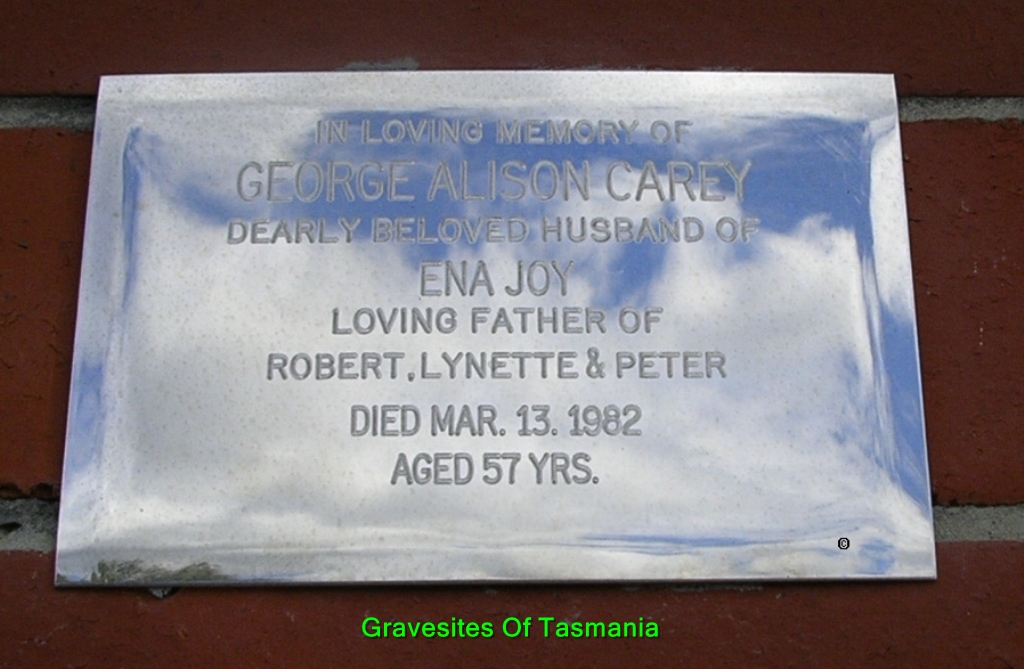 IN LOVING MEMORY OF
GEORGE ALISON CAREY
DEARLY BELOVED HUSBAND OF
ENA JOY
LOVING FATHER OF
ROBERT, LYNETTE & PETER
DIED MAR. 13. 1982
AGED 57 YRS.
©
Gravesites Of Tasmania